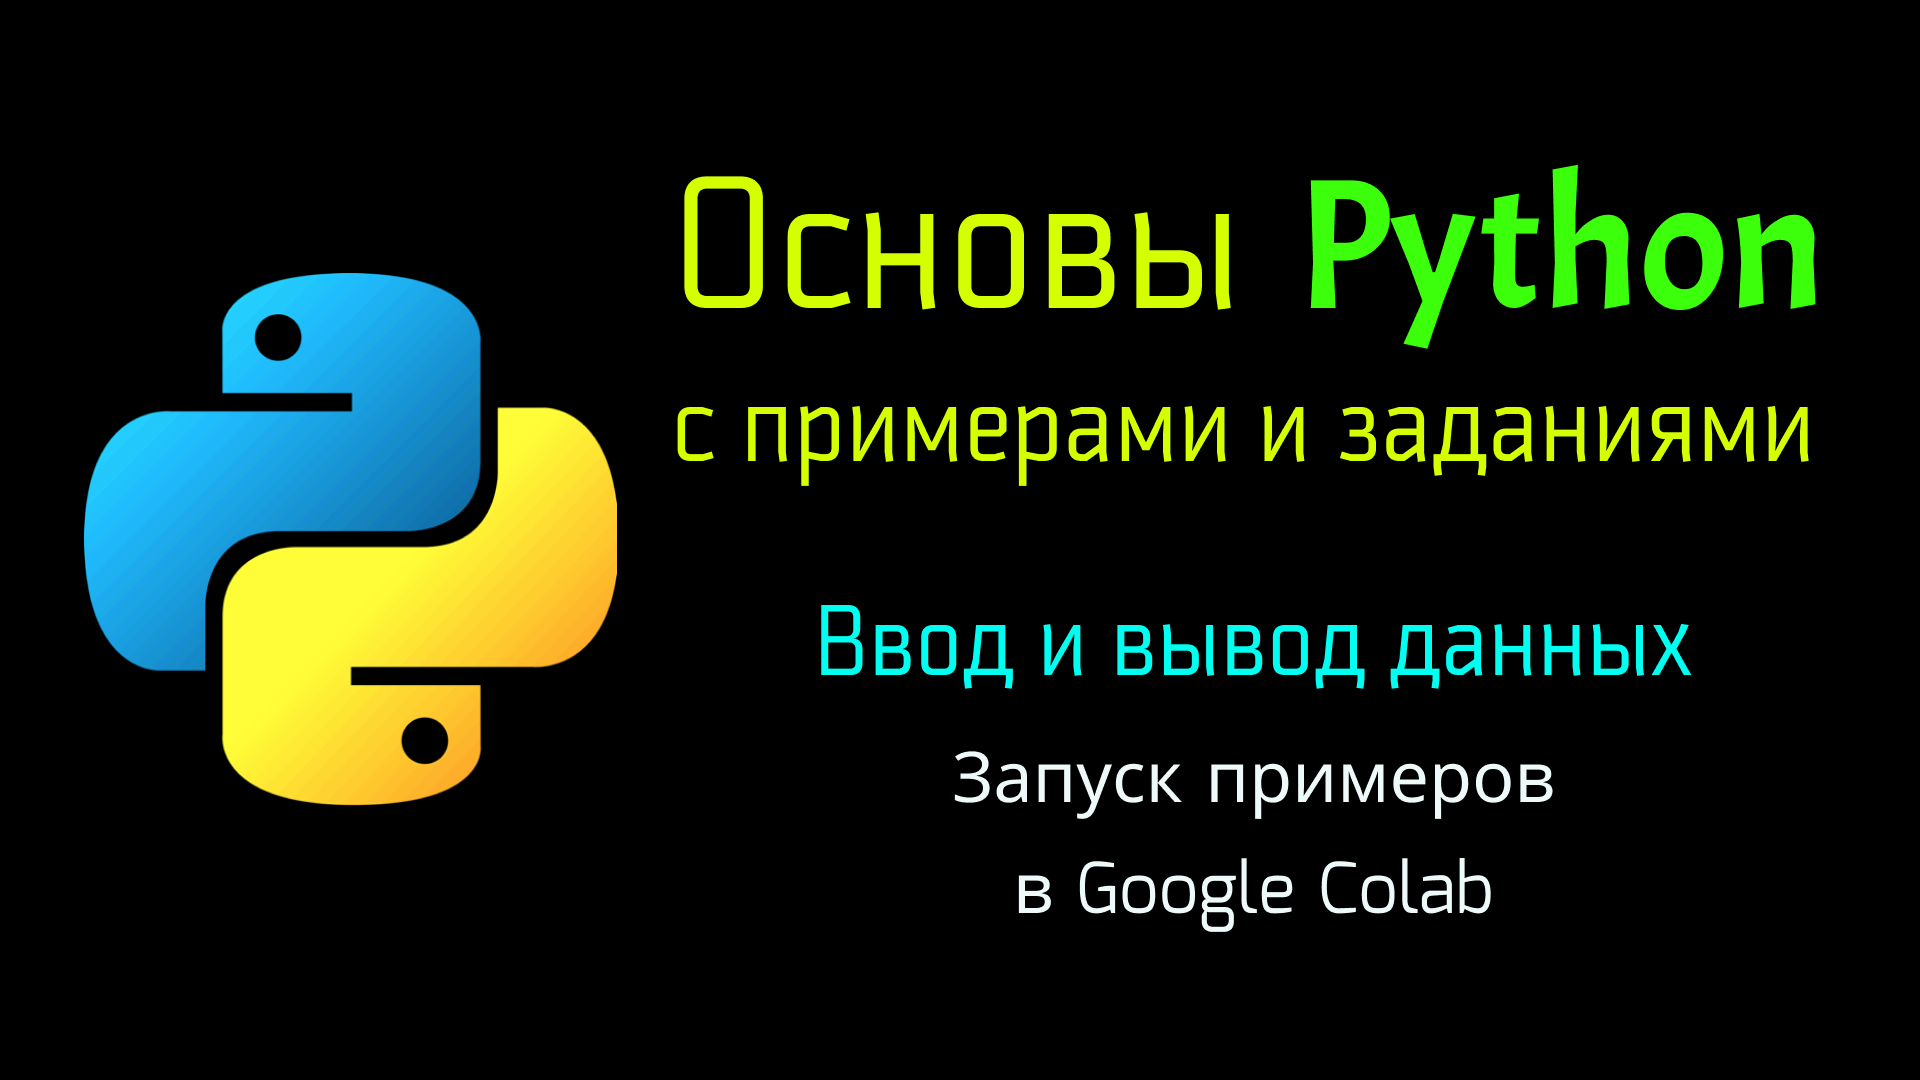 Основы Python
с примерами и заданиями
Ввод и вывод данных
Запуск примеров
в Google Colab